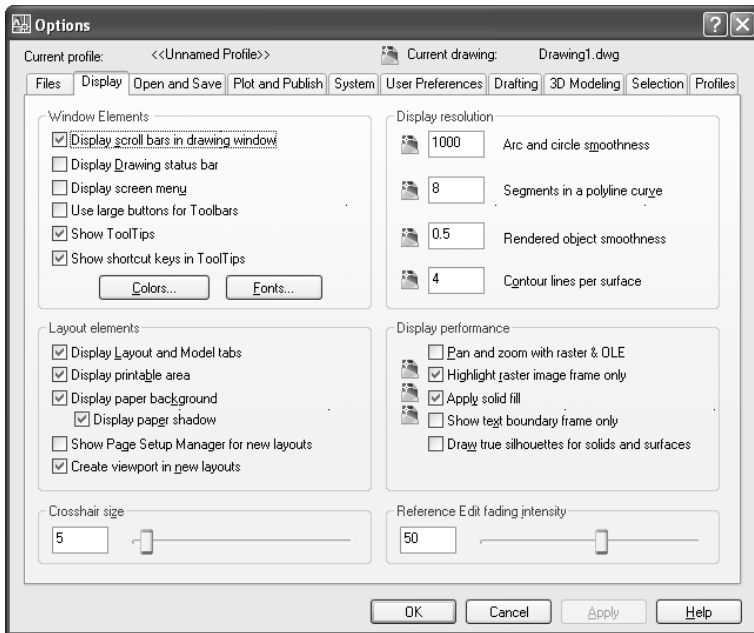 Options
Current profile: <<Unnamed Profile>> Current drawing: Drawing1.dwg
Files Display Open and Save Plot and Publish System User Preferences Drafting 3D Modeling Selection Profiles
Window Elements
Display scroll bars in drawing window
Display Drawing status bar
Display screen menu
Use large buttons for Toolbars
Show ToolTips
Show shortcut keys in ToolTips
Colors... Fonts...
Display resolution
1000 Arc and circle smoothness
8 Segments in a polyline curve
0.5 Rendered object smoothness
4 Contour lines per surface
Layout elements
Display Layout and Model tabs
Display printable area
Display paper background
Display paper shadow
Show Page Setup Manager for new layouts
Create viewport in new layouts
Display performance
Pan and zoom with raster & OLE
Highlight raster image frame only
Apply solid fill
Show text boundary frame only
Draw true silhouettes for solids and surfaces
Crosshair size
5
Reference Edit fading intensity
50
OK Cancel Apply Help